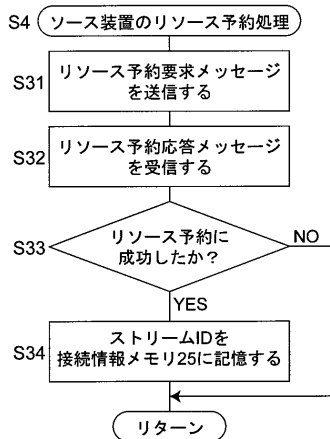 S4 ソース装置のリソース予約処理
S31 リソース予約要求メッセージ
を送信する
S32 リソース予約応答メッセージ
を受信する
S33 リソース予約に
成功したか？
NO
YES
S34 ストリームIDを
接続情報メモリ25に記憶する
リターン